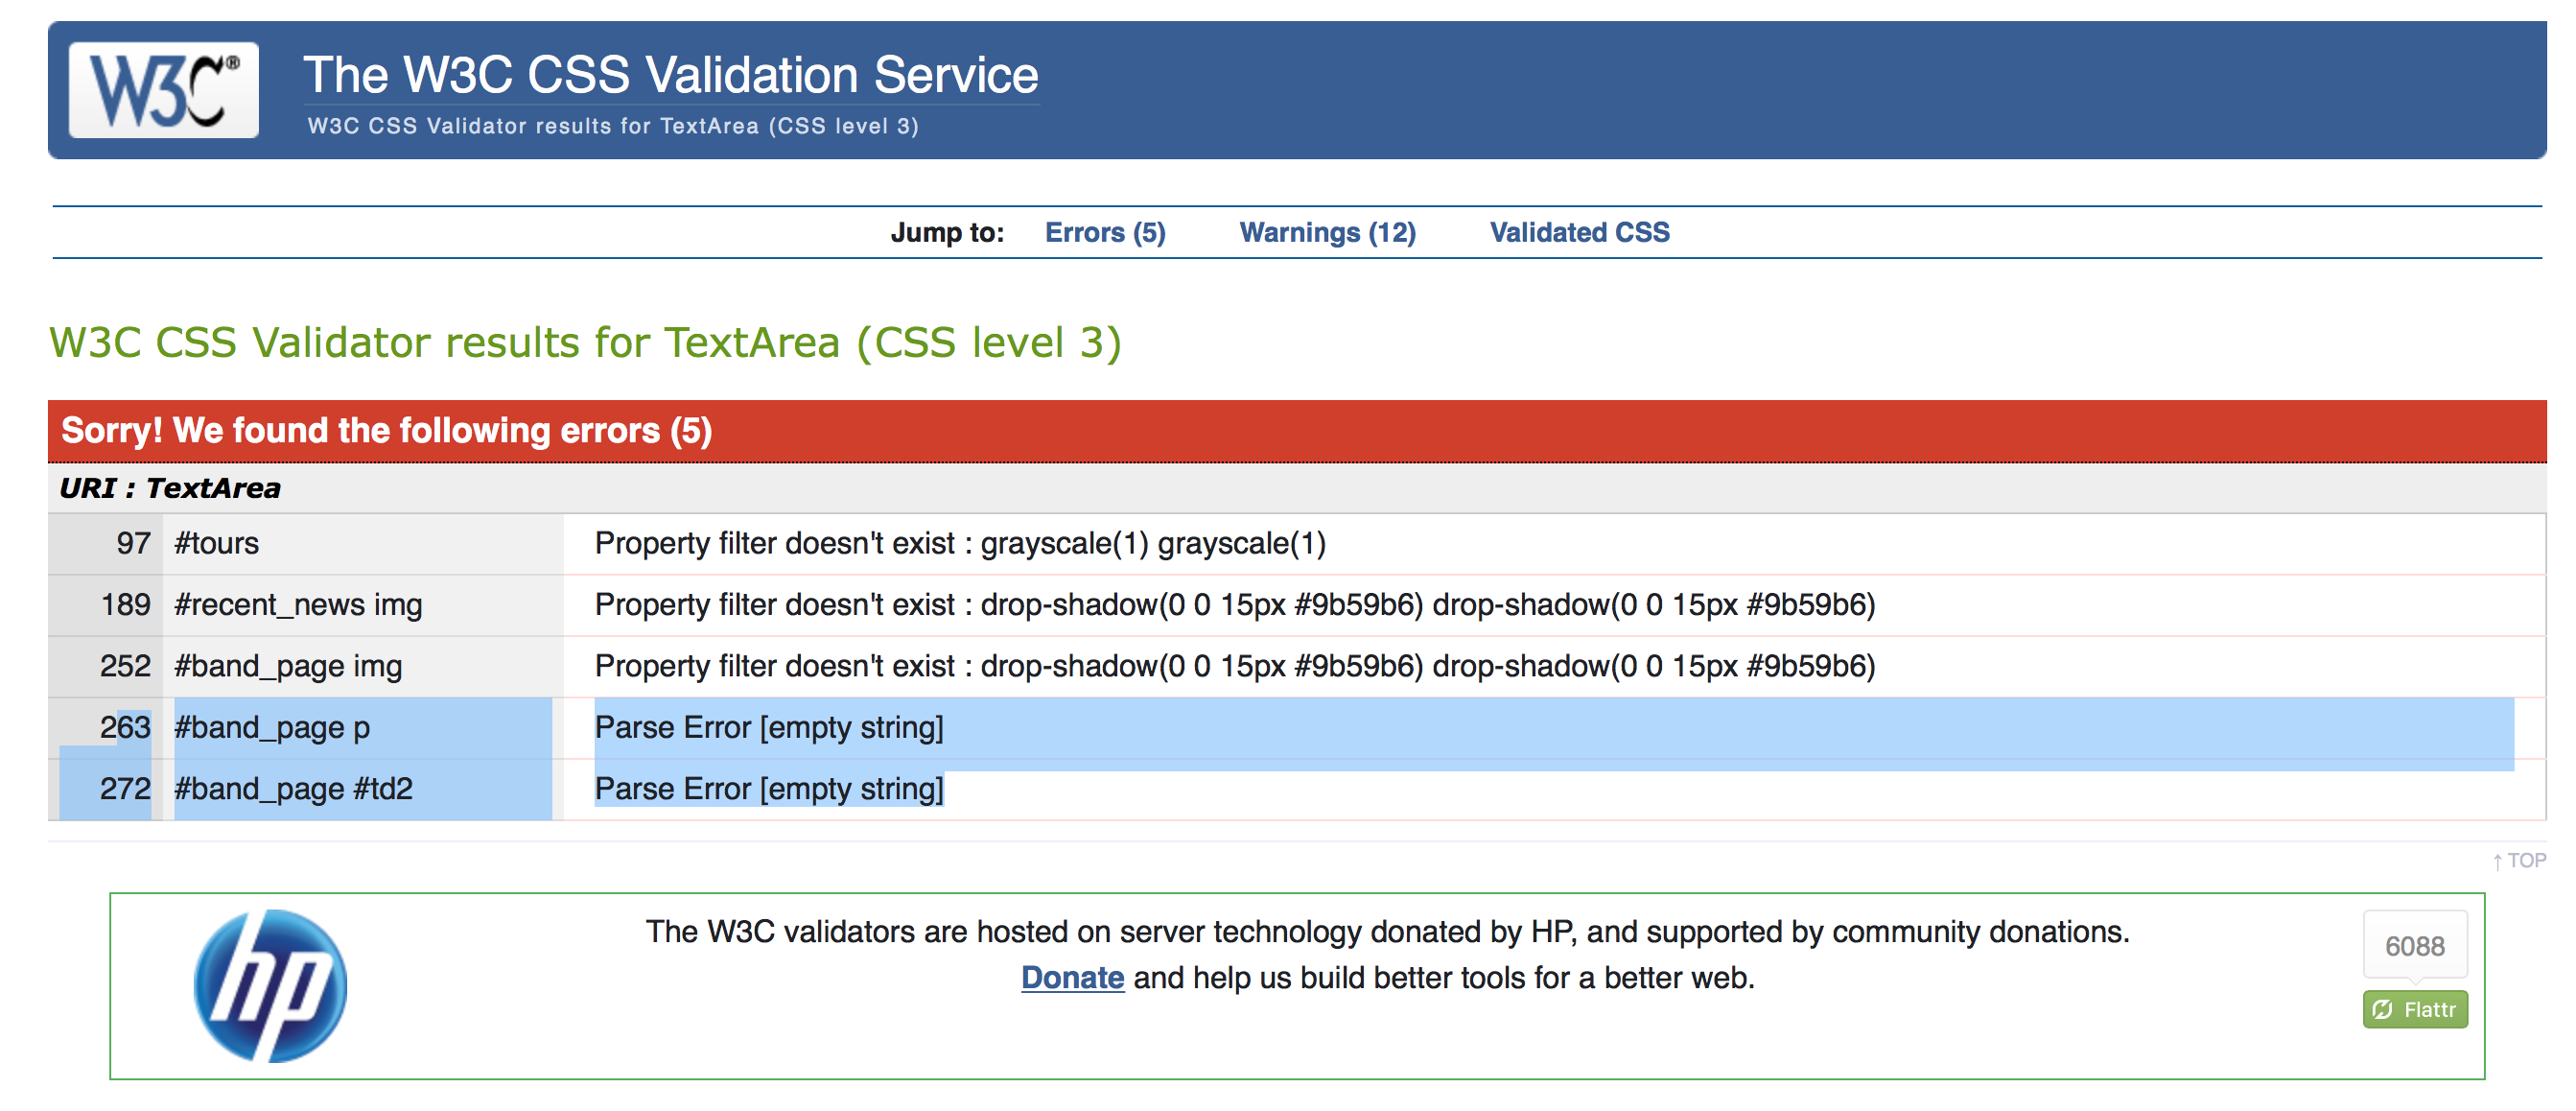 W3C®
The W3C CSS Validation Service
W3C CSS Validator results for TextArea (CSS level 3)
Jump to: Errors (5) Warnings (12) Validated CSS
W3C CSS Validator results for TextArea (CSS level 3)
Sorry! We found the following errors (5)
URI : TextArea
97 #tours Property filter doesn't exist : grayscale(1) grayscale(1)
189 #recent_news img Property filter doesn't exist : drop-shadow(0 0 15px #9b59b6) drop-shadow(0 0 15px #9b59b6)
252 #band_page img Property filter doesn't exist : drop-shadow(0 0 15px #9b59b6) drop-shadow(0 0 15px #9b59b6)
263 #band_page p Parse Error [empty string]
272 #band_page #td2 Parse Error [empty string]
↑ TOP
hp
The W3C validators are hosted on server technology donated by HP, and supported by community donations.
Donate and help us build better tools for a better web.
6088
Flattr